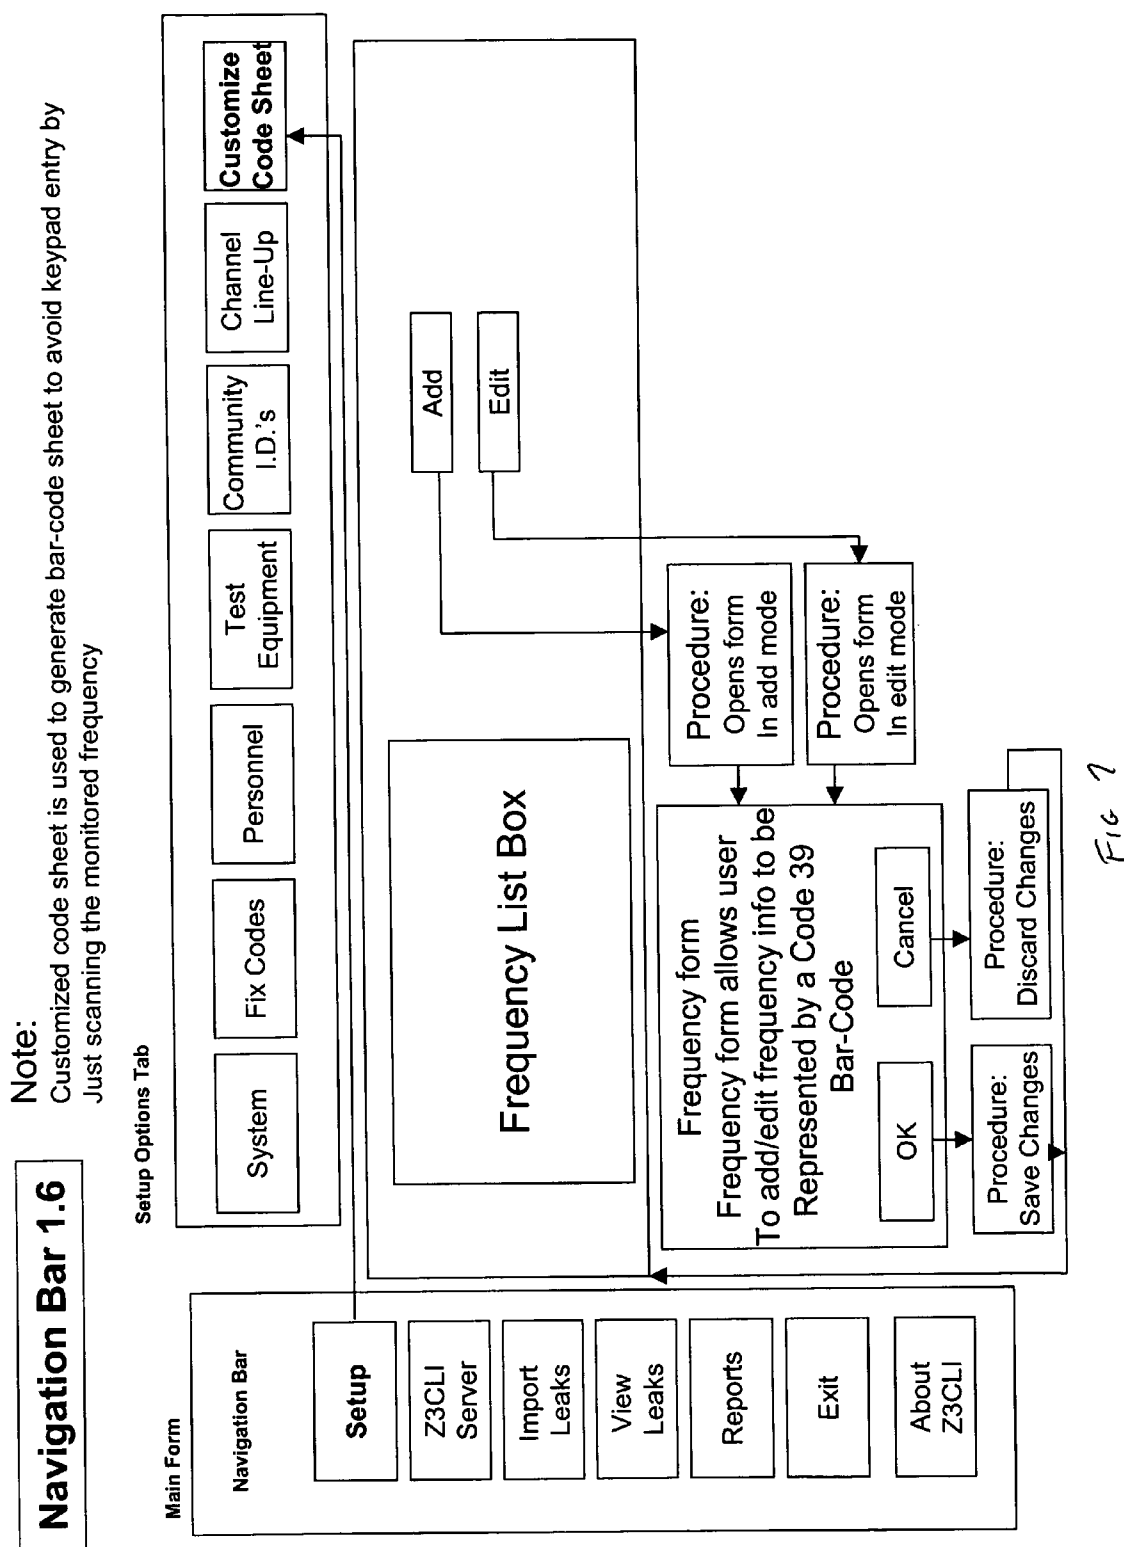 Navigation Bar 1.6
Note:
Customized code sheet is used to generate bar-code sheet to avoid keypad entry by
Just scanning the monitored frequency
Main Form
Navigation Bar
Setup
Z3CLI
Server
Import
Leaks
View
Leaks
Reports
Exit
About
Z3CLI
Setup Options Tab
System
Fix Codes
Personnel
Test
Equipment
Community
I.D.'s
Channel
Line-Up
Customize
Code Sheet
Frequency List Box
Add
Edit
Procedure:
Opens form
In add mode
Procedure:
Opens form
In edit mode
Frequency form
Frequency form allows user
To add/edit frequency info to be
Represented by a Code 39
Bar-Code
OK
Cancel
Procedure:
Save Changes
Procedure:
Discard Changes
FIG 7